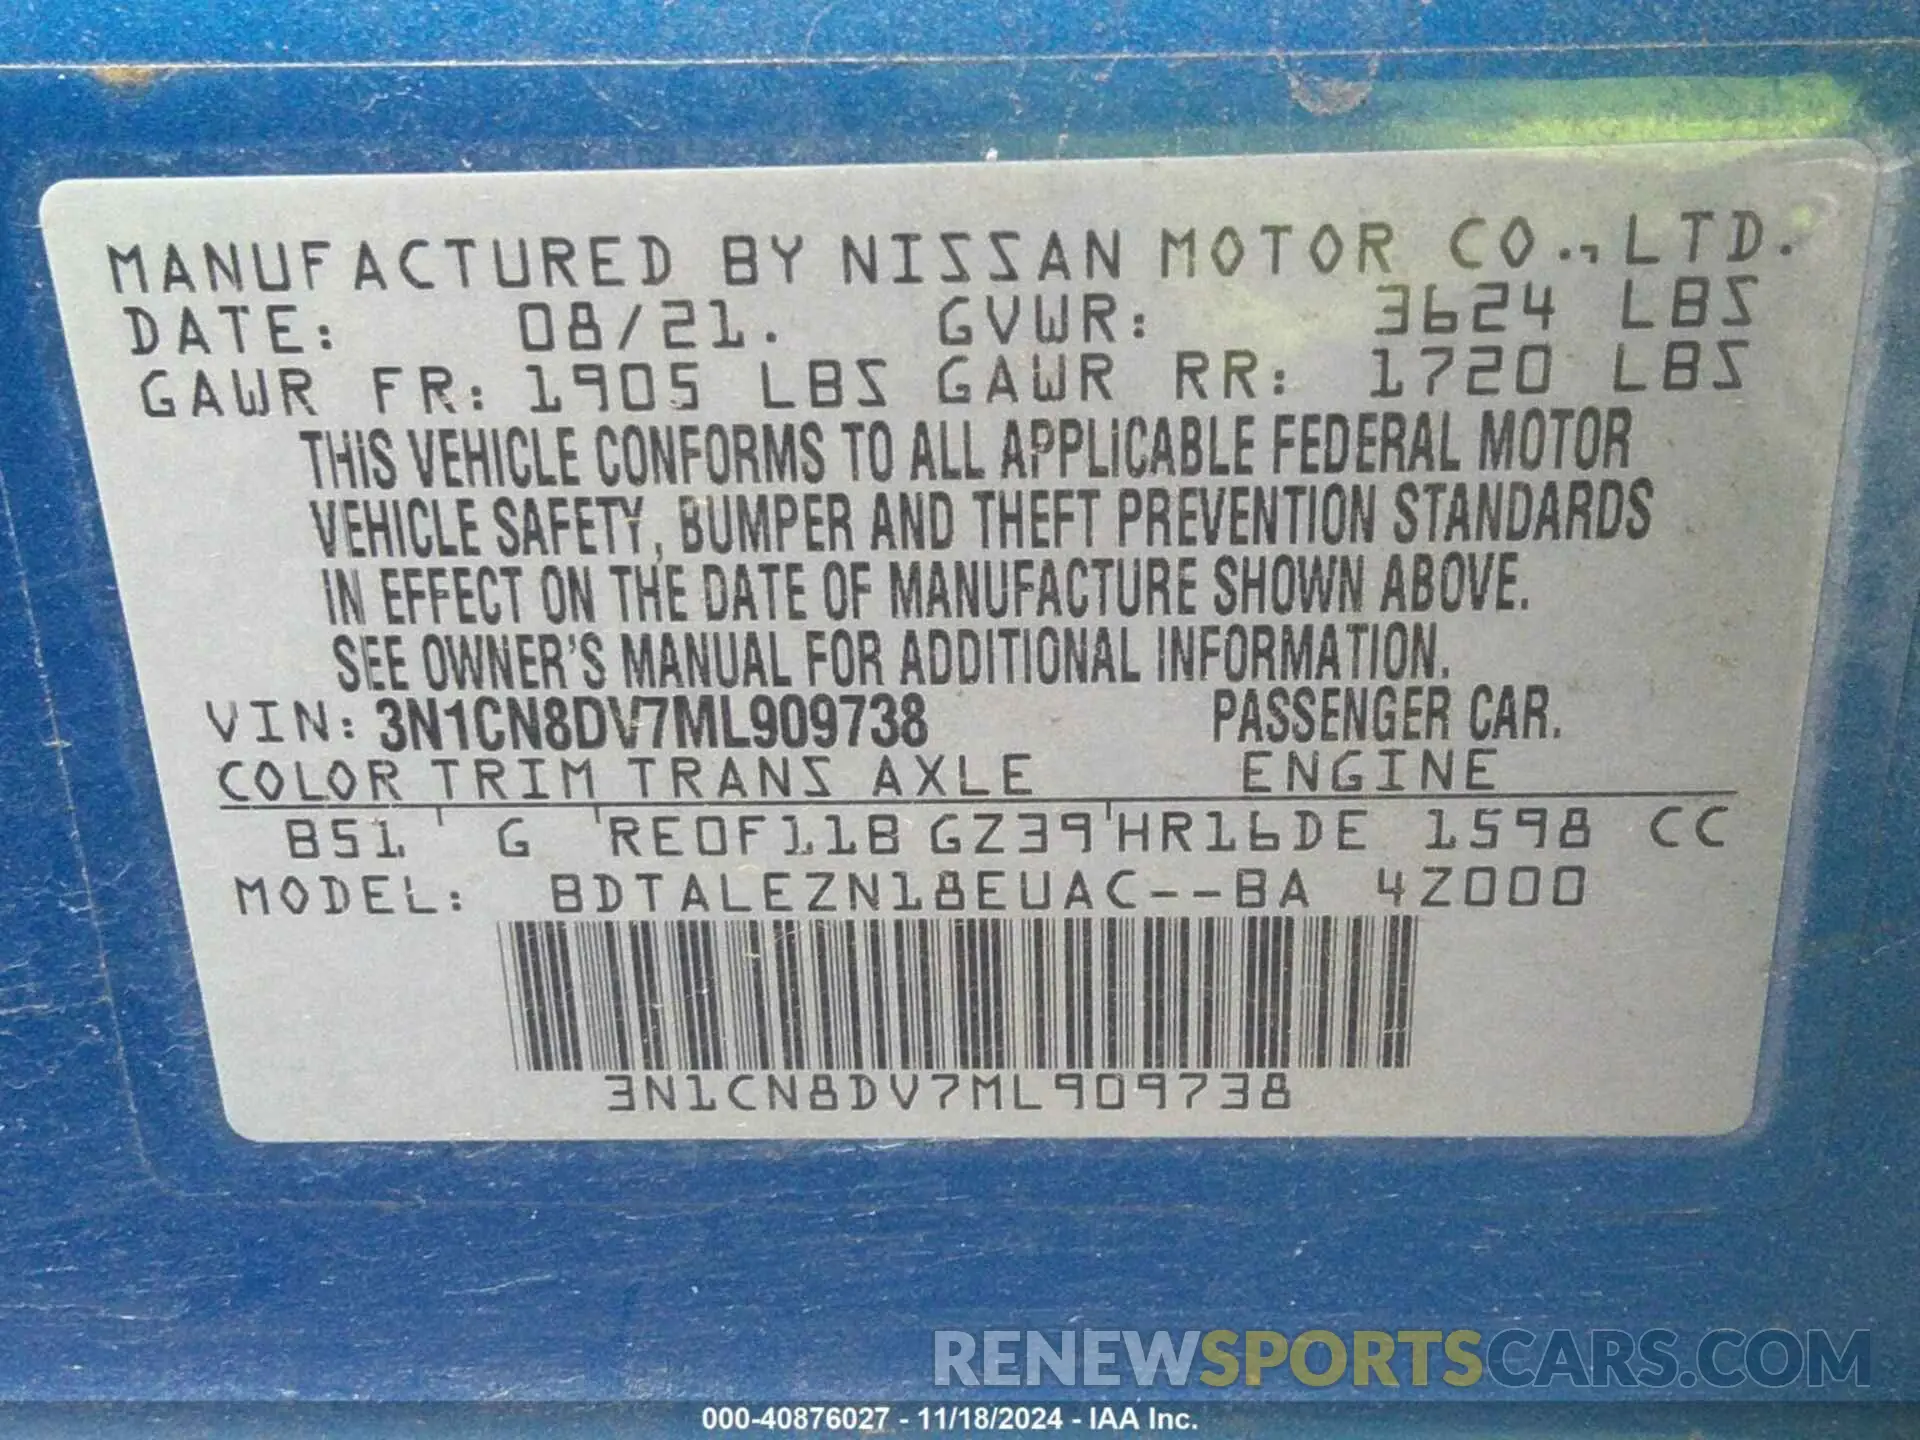 MANUFACTURED BY NISSAN MOTOR CO., LTD.
DATE: 08/21. GVWR: 3624 LBS
GAWR FR: 1905 LBS GAWR RR: 1720 LBS
THIS VEHICLE CONFORMS TO ALL APPLICABLE FEDERAL MOTOR
VEHICLE SAFETY, BUMPER AND THEFT PREVENTION STANDARDS
IN EFFECT ON THE DATE OF MANUFACTURE SHOWN ABOVE.
SEE OWNER'S MANUAL FOR ADDITIONAL INFORMATION.
VIN: 3N1CN8DV7ML909738 PASSENGER CAR.
COLOR TRIM TRANS AXLE ENGINE
B51 G RE0F11B GZ39 HR16DE 1598 CC
MODEL: BDTALEZN18EUAC--BA 4Z000
3N1CN8DV7ML909738
RENEWSPORTSCARS.COM
000-40876027 - 11/18/2024 - IAA Inc.